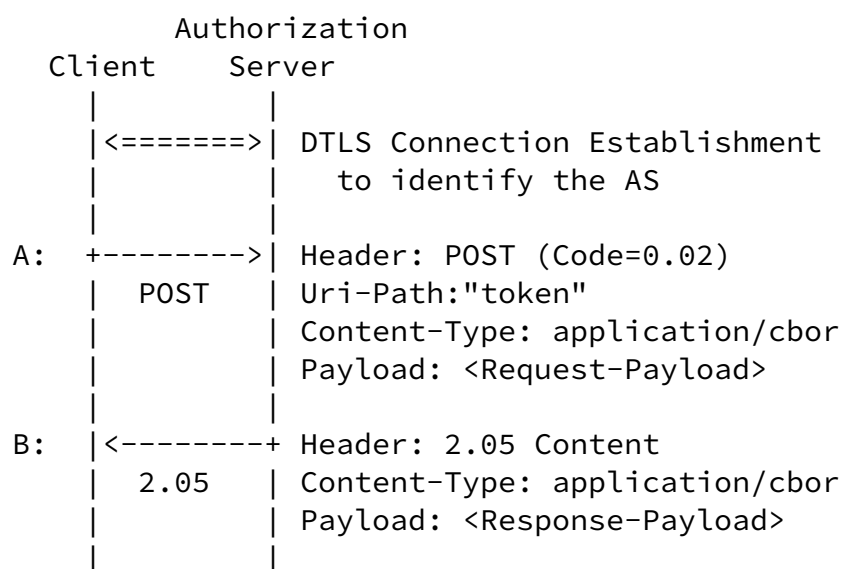 Authorization
  Client    Server
    |         |
    |<=======>| DTLS Connection Establishment
    |         |   to identify the AS
    |         |
A:  +-------->| Header: POST (Code=0.02)
    |  POST   | Uri-Path:"token"
    |         | Content-Type: application/cbor
    |         | Payload: <Request-Payload>
    |         |
B:  |<--------+ Header: 2.05 Content
    |  2.05   | Content-Type: application/cbor
    |         | Payload: <Response-Payload>
    |         |